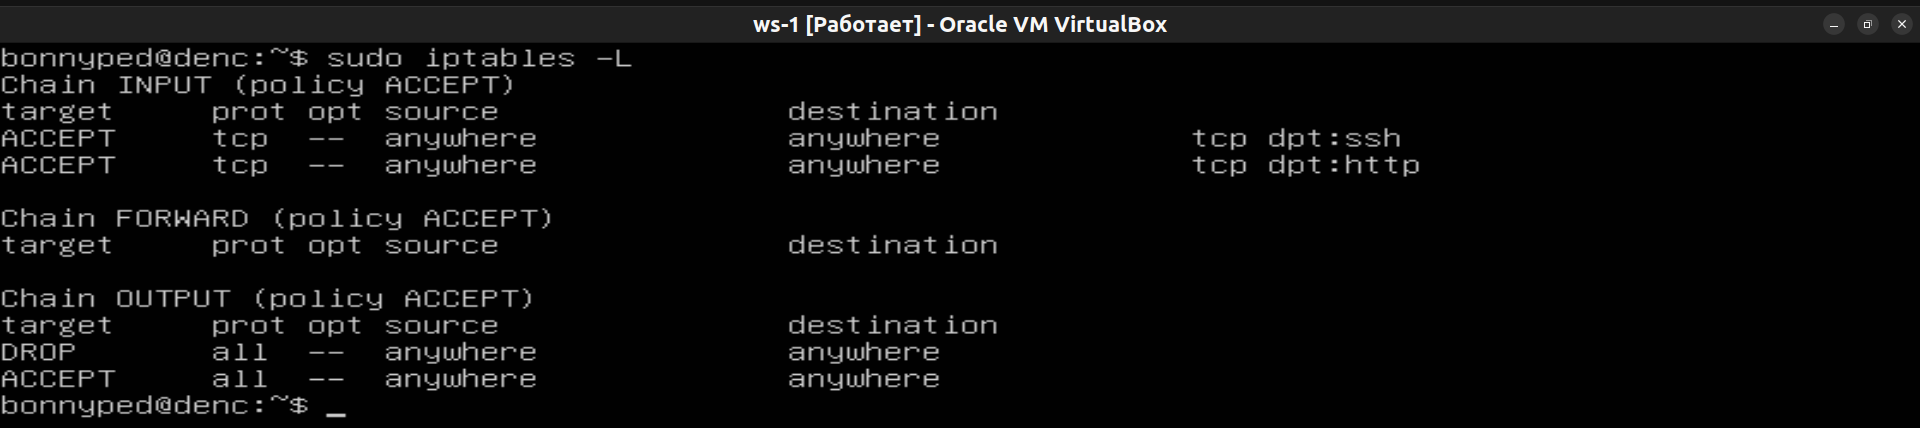 ws-1 [Работает] - Oracle VM VirtualBox
bonnyped@denc:~$ sudo iptables -L
Chain INPUT (policy ACCEPT)
target     prot opt source               destination
ACCEPT     tcp  --  anywhere             anywhere             tcp dpt:ssh
ACCEPT     tcp  --  anywhere             anywhere             tcp dpt:http

Chain FORWARD (policy ACCEPT)
target     prot opt source               destination

Chain OUTPUT (policy ACCEPT)
target     prot opt source               destination
DROP       all  --  anywhere             anywhere
ACCEPT     all  --  anywhere             anywhere
bonnyped@denc:~$ _